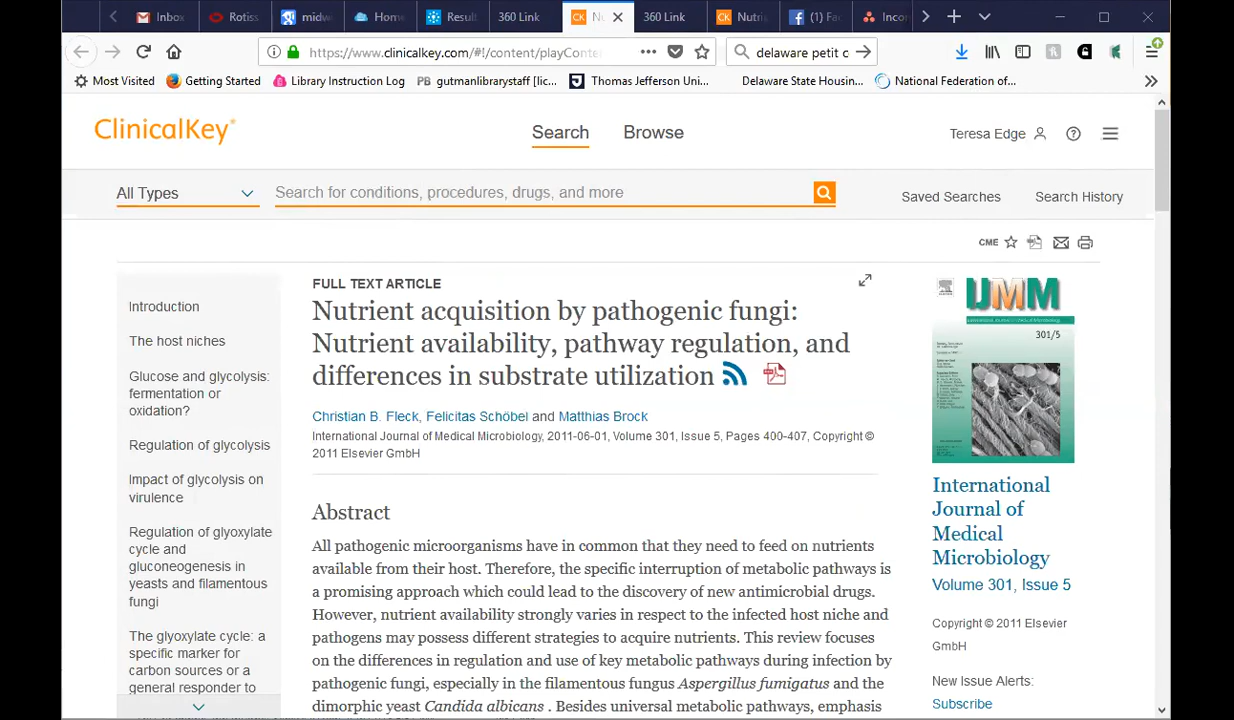 Inbox
Rotiss
midw
Home
Result
360 Link
Nu
360 Link
Nutri
(1) Fac
Incor
https://www.clinicalkey.com/#!/content/playConte
delaware petit c
Most Visited
Getting Started
Library Instruction Log
PB gutmanlibrarystaff [lic...
Thomas Jefferson Uni...
Delaware State Housin...
National Federation of...
ClinicalKey
Search
Browse
Teresa Edge
All Types
Search for conditions, procedures, drugs, and more
Saved Searches
Search History
CME
Introduction
The host niches
Glucose and glycolysis:
fermentation or
oxidation?
Regulation of glycolysis
Impact of glycolysis on
virulence
Regulation of glyoxylate
cycle and
gluconeogenesis in
yeasts and filamentous
fungi
The glyoxylate cycle: a
specific marker for
carbon sources or a
general responder to
FULL TEXT ARTICLE
Nutrient acquisition by pathogenic fungi:
Nutrient availability, pathway regulation, and
differences in substrate utilization
Christian B. Fleck, Felicitas Schöbel and Matthias Brock
International Journal of Medical Microbiology, 2011-06-01, Volume 301, Issue 5, Pages 400-407, Copyright ©
2011 Elsevier GmbH
Abstract
All pathogenic microorganisms have in common that they need to feed on nutrients
available from their host. Therefore, the specific interruption of metabolic pathways is
a promising approach which could lead to the discovery of new antimicrobial drugs.
However, nutrient availability strongly varies in respect to the infected host niche and
pathogens may possess different strategies to acquire nutrients. This review focuses
on the differences in regulation and use of key metabolic pathways during infection by
pathogenic fungi, especially in the filamentous fungus Aspergillus fumigatus and the
dimorphic yeast Candida albicans . Besides universal metabolic pathways, emphasis
IJMM
301/5
International
Journal of
Medical
Microbiology
Volume 301, Issue 5
Copyright © 2011 Elsevier
GmbH
New Issue Alerts:
Subscribe